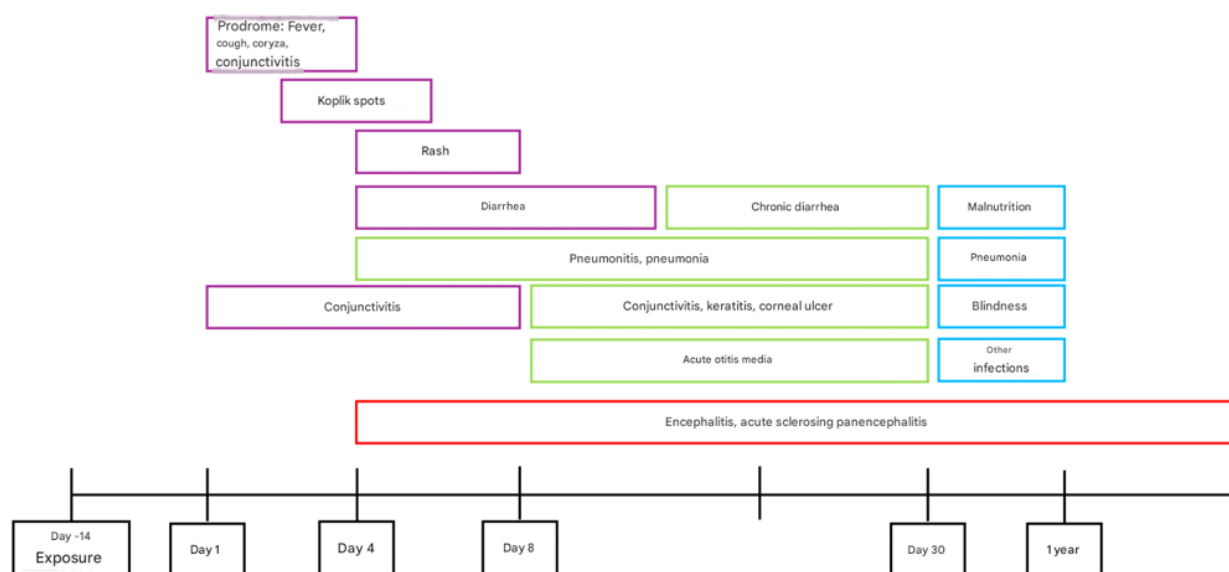 Prodrome: Fever,
cough, coryza,
conjunctivitis
Koplik spots
Rash
Diarrhea
Chronic diarrhea
Malnutrition
Pneumonitis, pneumonia
Pneumonia
Conjunctivitis
Conjunctivitis, keratitis, corneal ulcer
Blindness
Acute otitis media
Other
infections
Encephalitis, acute sclerosing panencephalitis
Day -14
Exposure
Day 1
Day 4
Day 8
Day 30
1 year